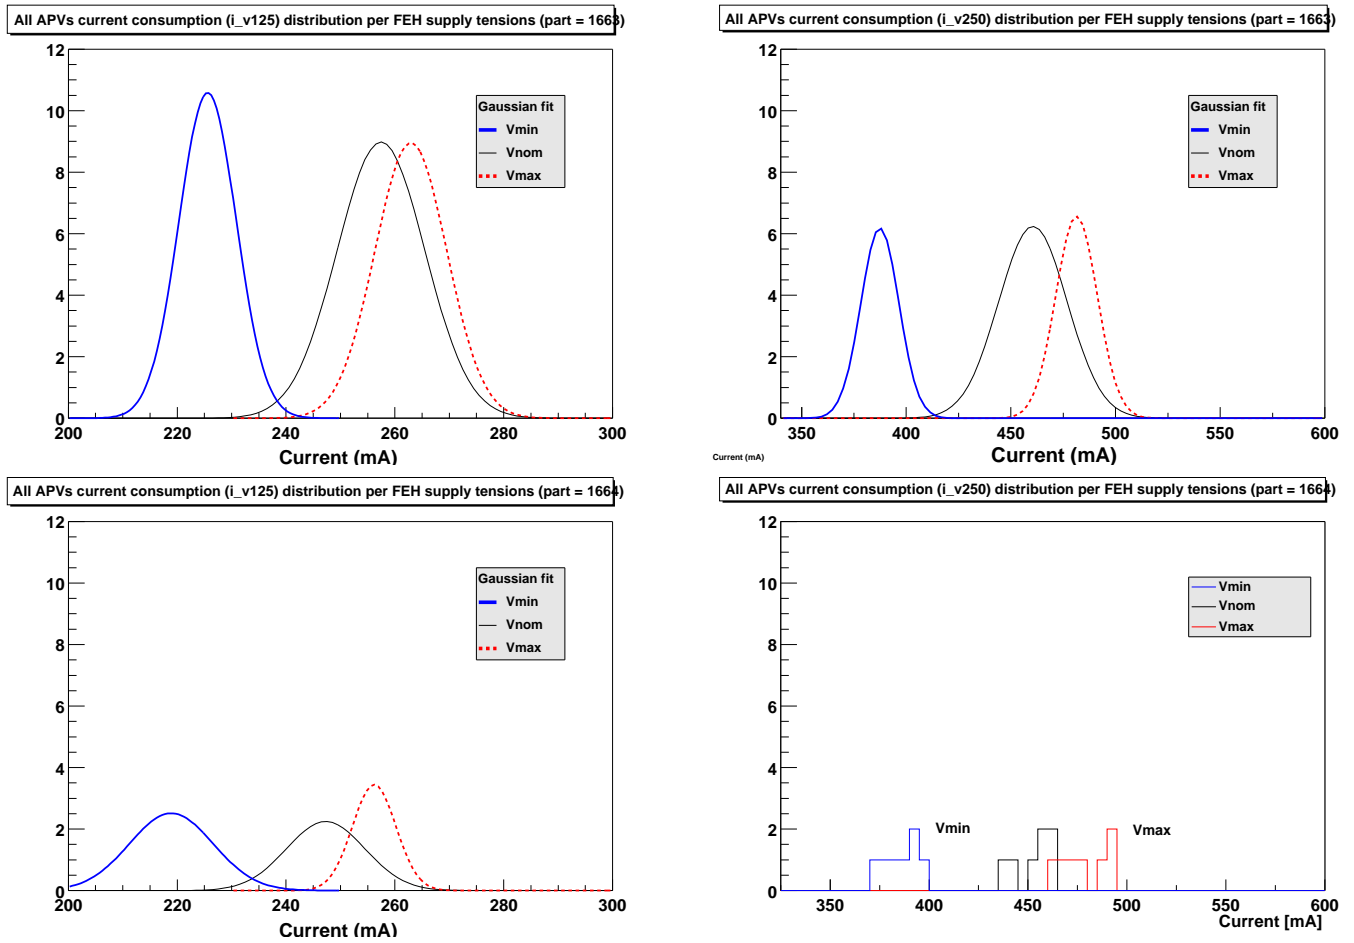 All APVs current consumption (i_v125) distribution per FEH supply tensions (part = 1663)
12
10
8
6
4
2
0
Gaussian fit
Vmin
Vnom
Vmax
200 220 240 260 280 300
Current (mA)
All APVs current consumption (i_v250) distribution per FEH supply tensions (part = 1663)
12
10
8
6
4
2
0
Gaussian fit
Vmin
Vnom
Vmax
350 400 450 500 550 600
Current (mA)
Current (mA)
All APVs current consumption (i_v125) distribution per FEH supply tensions (part = 1664)
12
10
8
6
4
2
0
Gaussian fit
Vmin
Vnom
Vmax
200 220 240 260 280 300
Current (mA)
All APVs current consumption (i_v250) distribution per FEH supply tensions (part = 1664)
12
10
8
6
4
2
0
Vmin
Vnom
Vmax
Vmin
Vmax
350 400 450 500 550 600
Current [mA]